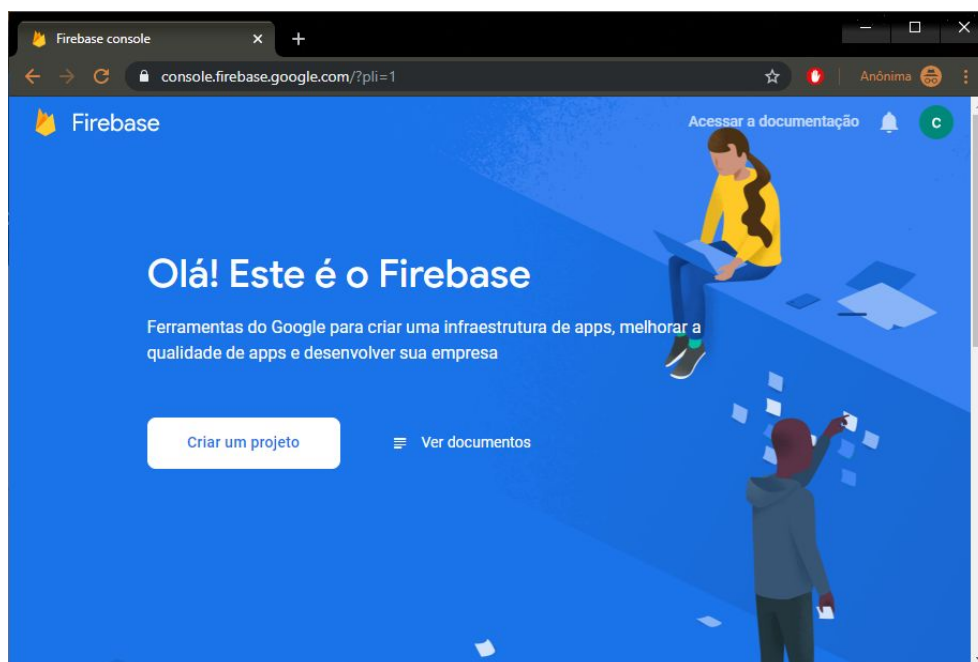 Firebase console
console.firebase.google.com/?pli=1
Anônima
Firebase
Acessar a documentação
C
Olá! Este é o Firebase
Ferramentas do Google para criar uma infraestrutura de apps, melhorar a
qualidade de apps e desenvolver sua empresa
Criar um projeto
Ver documentos